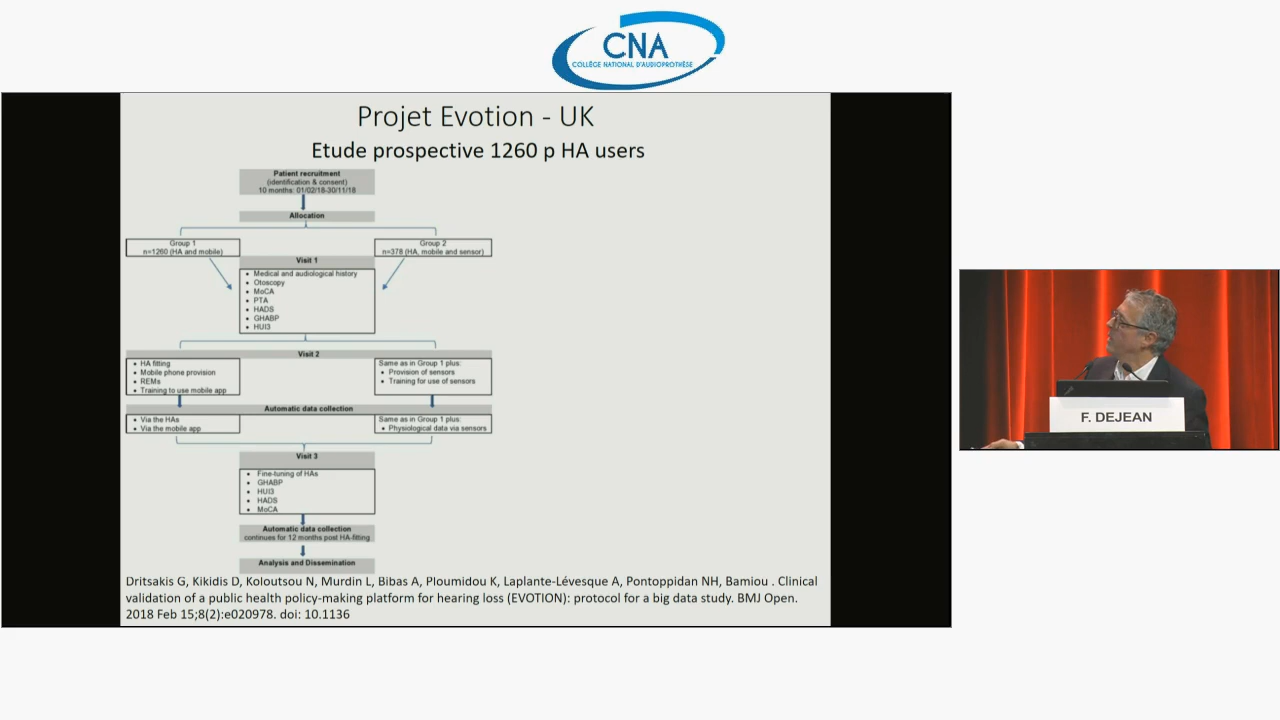 CNA
COLLÈGE NATIONAL D'AUDIOPROTHÈSE
Projet Evotion - UK
Etude prospective 1260 p HA users
Patient recruitment
(identification & consent)
10 months: 01/02/18-30/11/18
Allocation
Group 1
n=1260 (HA and mobile)
Group 2
n=378 (HA, mobile and sensor)
Visit 1
• Medical and audiological history
• Otoscopy
• MoCA
• PTA
• HADS
• GHABP
• HUI3
Visit 2
• HA fitting
• Mobile phone provision
• REMs
• Training to use mobile app
Same as in Group 1 plus:
• Provision of sensors
• Training for use of sensors
Automatic data collection
• Via the HAs
• Via the mobile app
Same as in Group 1 plus:
• Physiological data via sensors
Visit 3
• Fine-tuning of HAs
• GHABP
• HUI3
• HADS
• MoCA
Automatic data collection
continues for 12 months post HA-fitting
Analysis and Dissemination
Dritsakis G, Kikidis D, Koloutsou N, Murdin L, Bibas A, Ploumidou K, Laplante-Lévesque A, Pontoppidan NH, Bamiou . Clinical
validation of a public health policy-making platform for hearing loss (EVOTION): protocol for a big data study. BMJ Open.
2018 Feb 15;8(2):e020978. doi: 10.1136
F. DEJEAN